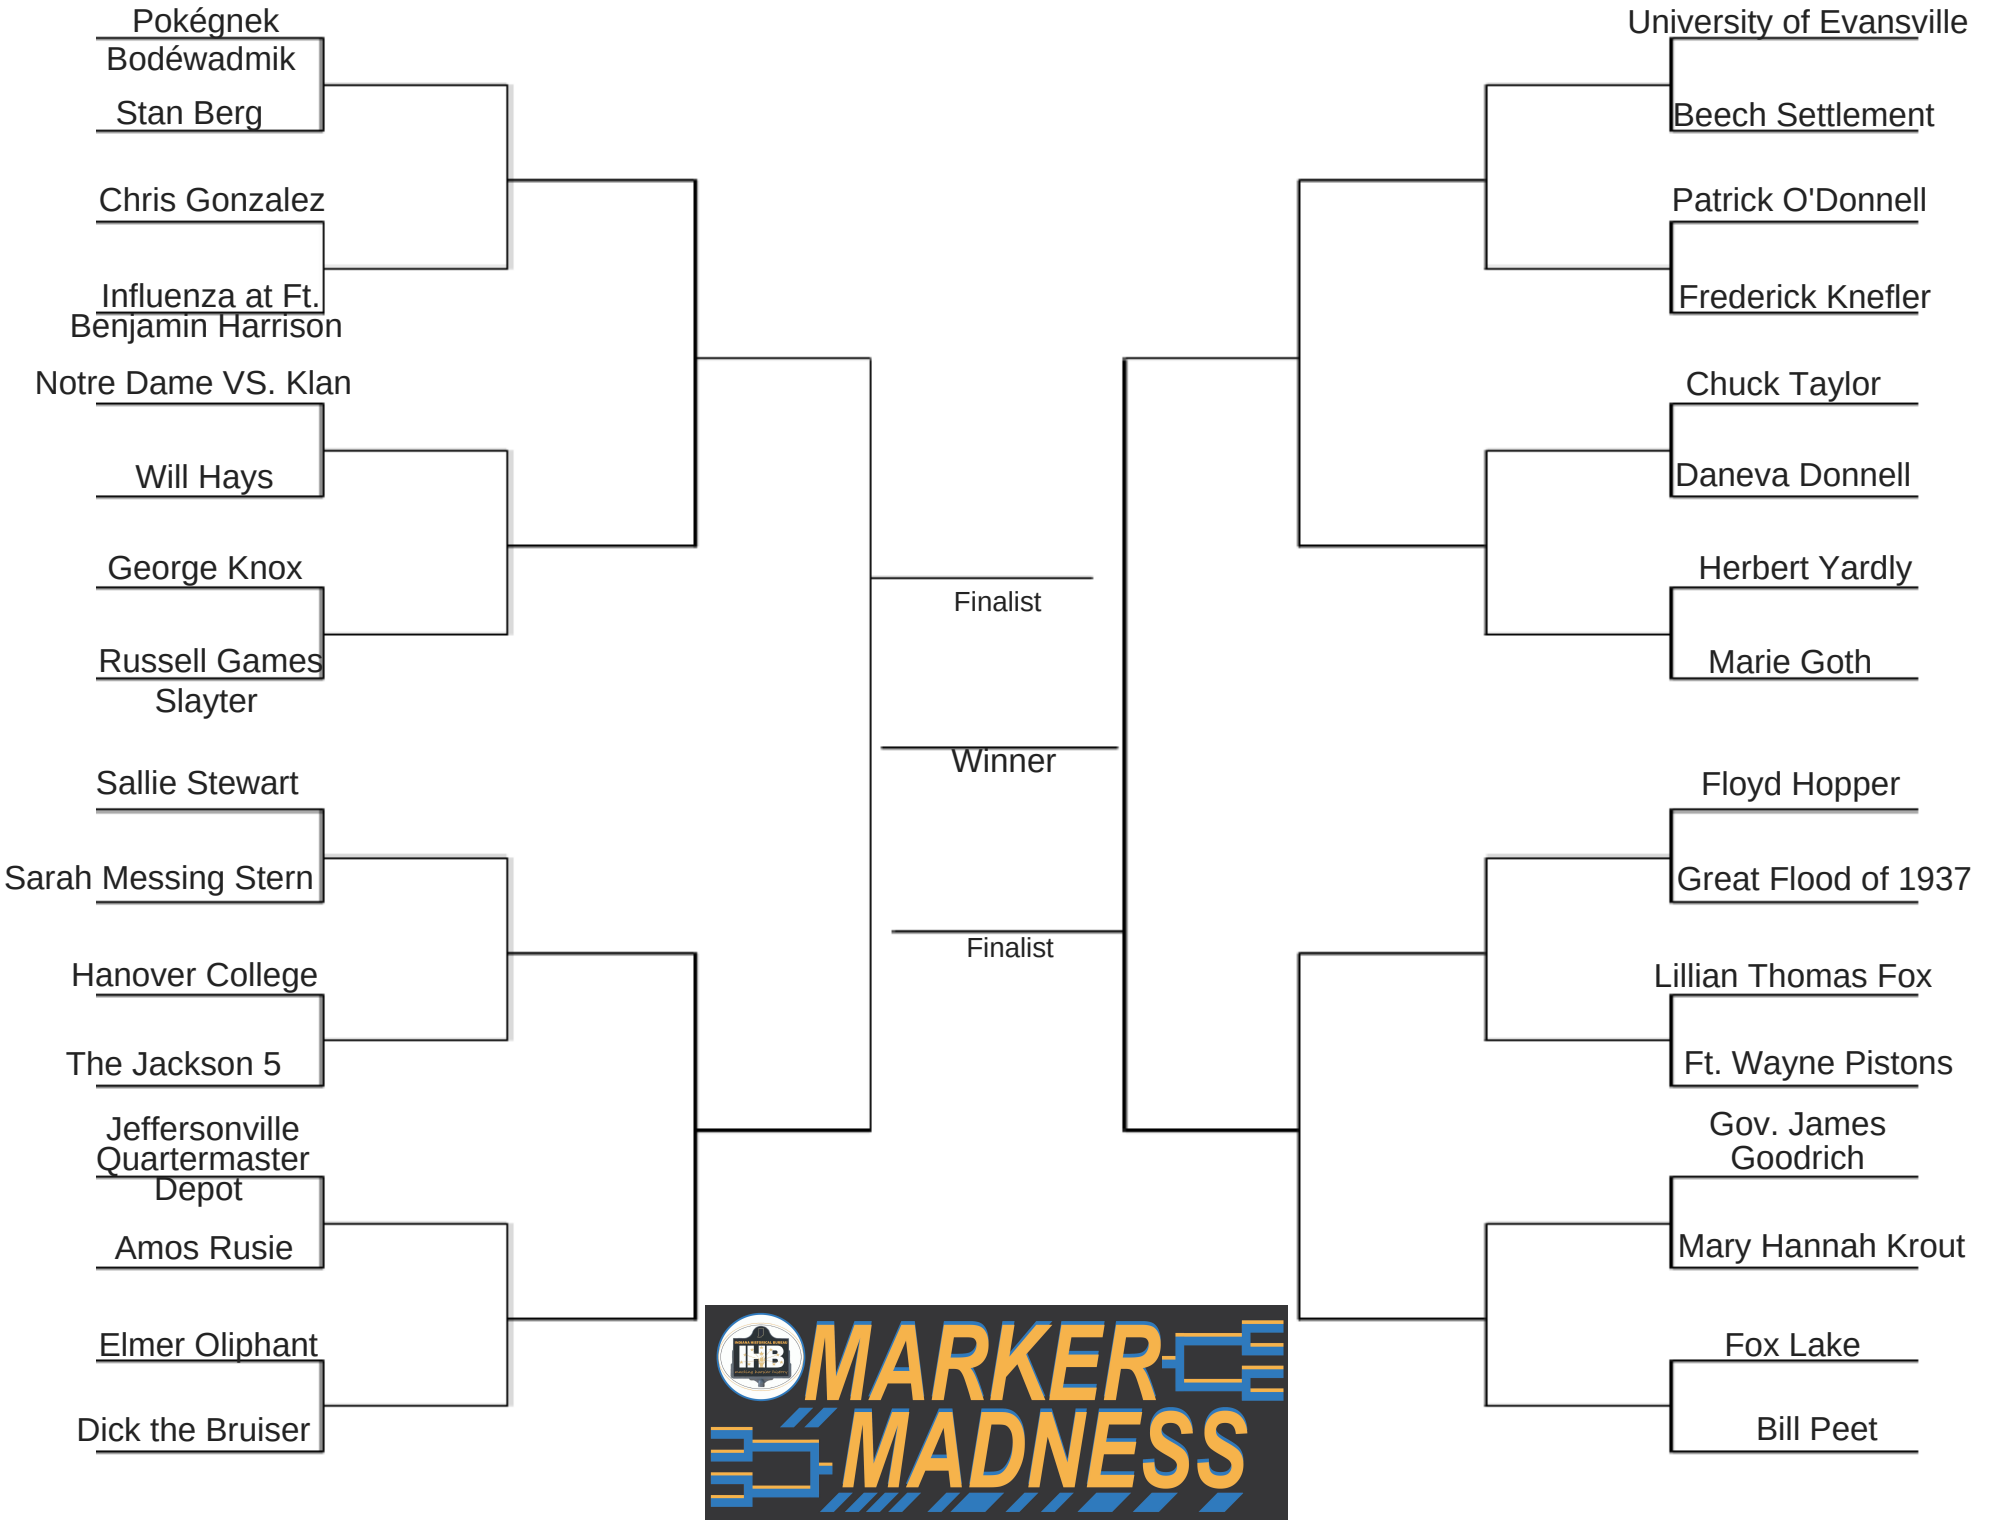 Pokégnek
Bodéwadmik
Stan Berg
Chris Gonzalez
Influenza at Ft.
Benjamin Harrison
Notre Dame VS. Klan
Will Hays
George Knox
Russell Games
Slayter
Sallie Stewart
Sarah Messing Stern
Hanover College
The Jackson 5
Jeffersonville
Quartermaster
Depot
Amos Rusie
Elmer Oliphant
Dick the Bruiser
Finalist
Winner
Finalist
University of Evansville
Beech Settlement
Patrick O'Donnell
Frederick Knefler
Chuck Taylor
Daneva Donnell
Herbert Yardly
Marie Goth
Floyd Hopper
Great Flood of 1937
Lillian Thomas Fox
Ft. Wayne Pistons
Gov. James
Goodrich
Mary Hannah Krout
Fox Lake
Bill Peet
INDIANA HISTORICAL BUREAU
IHB
MARKER
MADNESS